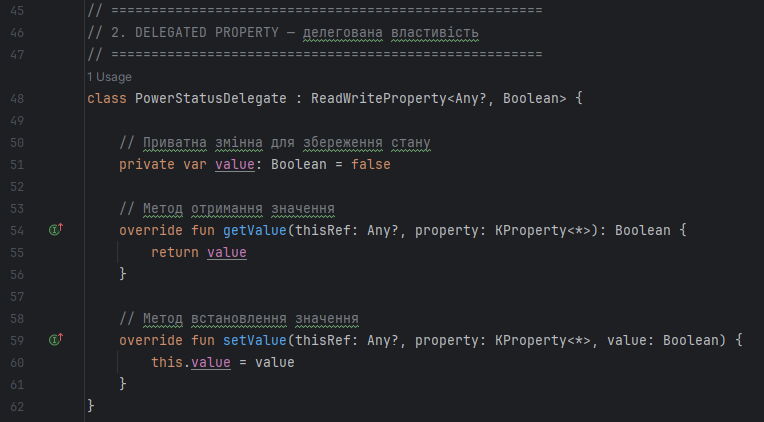 45 // ======================================================
46 // 2. DELEGATED PROPERTY — делегована властивість
47 // ======================================================
1 Usage
48 class PowerStatusDelegate : ReadWriteProperty<Any?, Boolean> {
49
50 // Приватна змінна для збереження стану
51 private var value: Boolean = false
52
53 // Метод отримання значення
54 override fun getValue(thisRef: Any?, property: KProperty<*>): Boolean {
55 return value
56 }
57
58 // Метод встановлення значення
59 override fun setValue(thisRef: Any?, property: KProperty<*>, value: Boolean) {
60 this.value = value
61 }
62 }